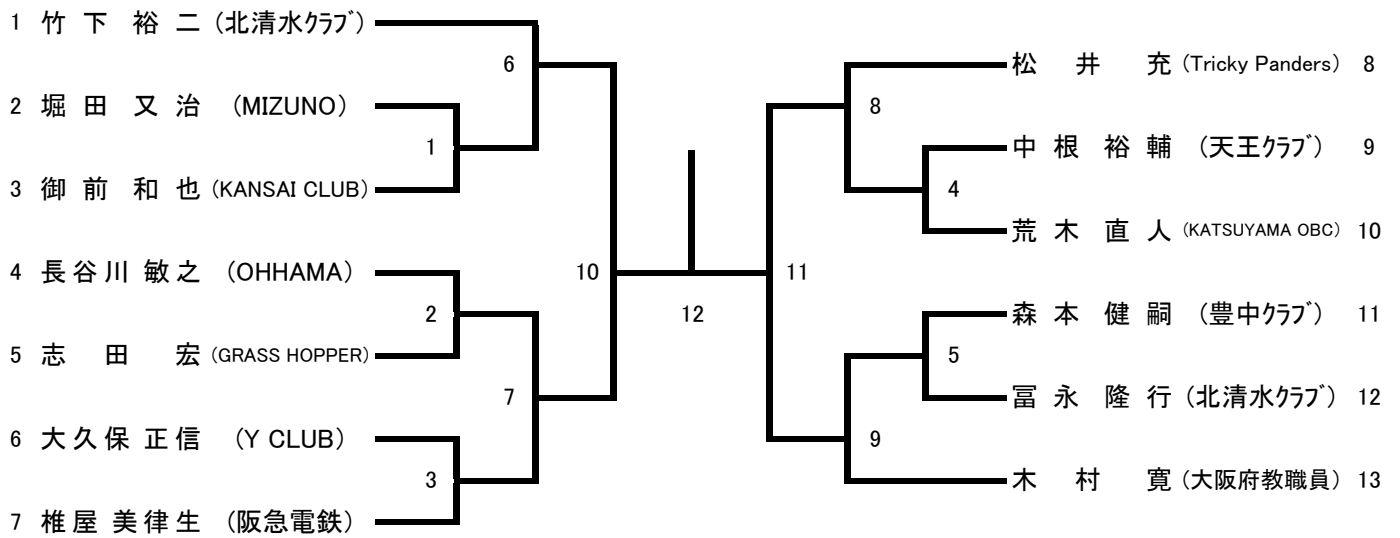 1 竹下 裕二 (北清水ｸﾗﾌﾞ)
6
2 堀田 又治 (MIZUNO)
1
3 御前 和也 (KANSAI CLUB)
4 長谷川 敏之 (OHHAMA)
10
2
5 志田 宏 (GRASS HOPPER)
7
6 大久保 正信 (Y CLUB)
3
7 椎屋 美律生 (阪急電鉄)
12
松井 充 (Tricky Panders) 8
8
中根 裕輔 (天王ｸﾗﾌﾞ) 9
4
荒木 直人 (KATSUYAMA OBC) 10
11
森本 健嗣 (豊中ｸﾗﾌﾞ) 11
5
冨永 隆行 (北清水ｸﾗﾌﾞ) 12
9
木村 寛 (大阪府教職員) 13